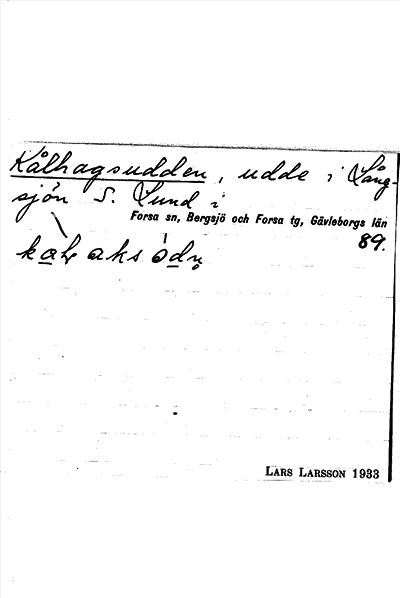 Kålhagsudden, udde i Lång-
sjön S. Lund i
Forsa sn, Bergsjö och Forsa tg, Gävleborgs län
89.
LARS LARSSON 1933